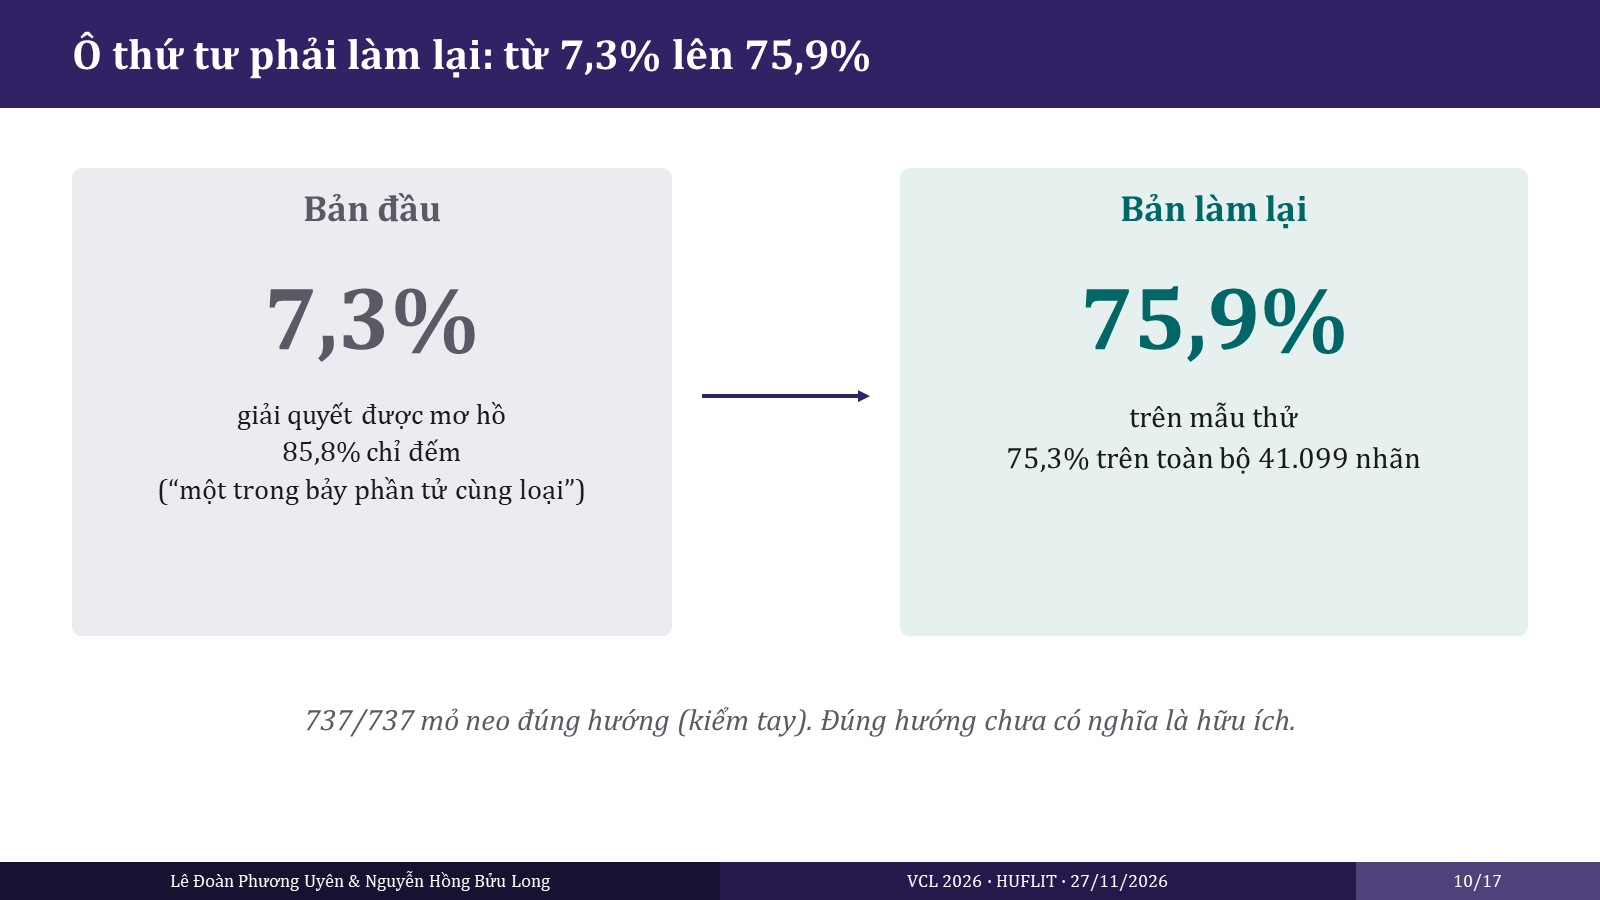 Ô thứ tư phải làm lại: từ 7,3% lên 75,9%
Bản đầu
7,3%
giải quyết được mơ hồ
85,8% chỉ đếm
(“một trong bảy phần tử cùng loại”)
Bản làm lại
75,9%
trên mẫu thử
75,3% trên toàn bộ 41.099 nhãn
737/737 mỏ neo đúng hướng (kiểm tay). Đúng hướng chưa có nghĩa là hữu ích.
Lê Đoàn Phương Uyên & Nguyễn Hồng Bửu Long
VCL 2026 · HUFLIT · 27/11/2026
10/17